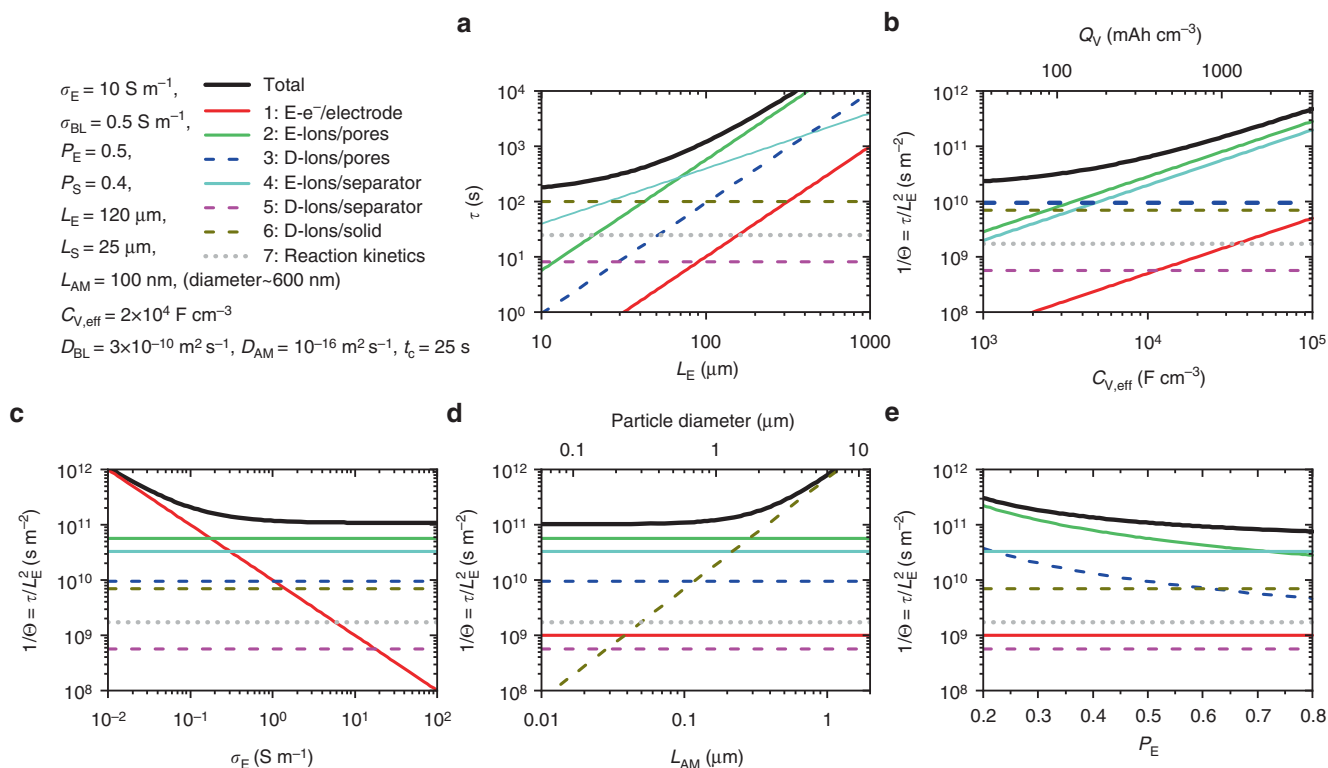 σE = 10 S m–1,
σBL = 0.5 S m–1,
PE = 0.5,
PS = 0.4,
LE = 120 μm,
LS = 25 μm,
LAM = 100 nm, (diameter~600 nm)
CV,eff = 2×10⁴ F cm–3
DBL = 3×10–10 m2 s–1, DAM = 10–16 m2 s–1, tc = 25 s
Total
1: E-e–/electrode
2: E-Ions/pores
3: D-Ions/pores
4: E-Ions/separator
5: D-Ions/separator
6: D-Ions/solid
7: Reaction kinetics
a
τ (s)
10⁴
10³
10²
10¹
10⁰
10 100 1000
LE (μm)
b
QV (mAh cm–3)
100 1000
1/Θ = τ/LE² (s m–2)
10¹²
10¹¹
10¹⁰
10⁹
10⁸
10³ 10⁴ 10⁵
CV,eff (F cm–3)
c
1/Θ = τ/LE² (s m–2)
10¹²
10¹¹
10¹⁰
10⁹
10⁸
10–2 10–1 10⁰ 10¹ 10²
σE (S m–1)
d
Particle diameter (μm)
0.1 1 10
1/Θ = τ/LE² (s m–2)
10¹²
10¹¹
10¹⁰
10⁹
10⁸
0.01 0.1 1
LAM (μm)
e
1/Θ = τ/LE² (s m–2)
10¹²
10¹¹
10¹⁰
10⁹
10⁸
0.2 0.3 0.4 0.5 0.6 0.7 0.8
PE